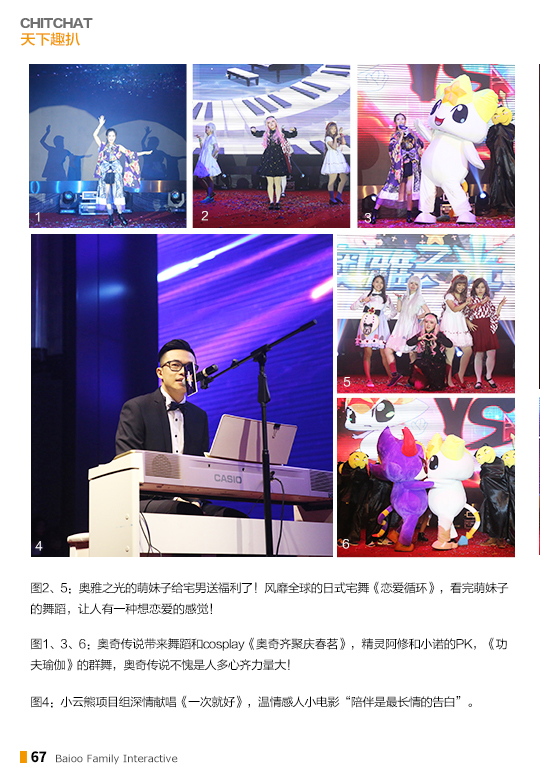 CHITCHAT
天下趣扒
1
2
3
CASIO
4
5
VS
6
图2、5：奥雅之光的萌妹子给宅男送福利了！风靡全球的日式宅舞《恋爱循环》，看完萌妹子
的舞蹈，让人有一种想恋爱的感觉！
图1、3、6：奥奇传说带来舞蹈和cosplay《奥奇齐聚庆春茗》，精灵阿修和小诺的PK，《功
夫瑜伽》的群舞，奥奇传说不愧是人多心齐力量大！
图4：小云熊项目组深情献唱《一次就好》，温情感人小电影“陪伴是最长情的告白”。
67 Baioo Family Interactive